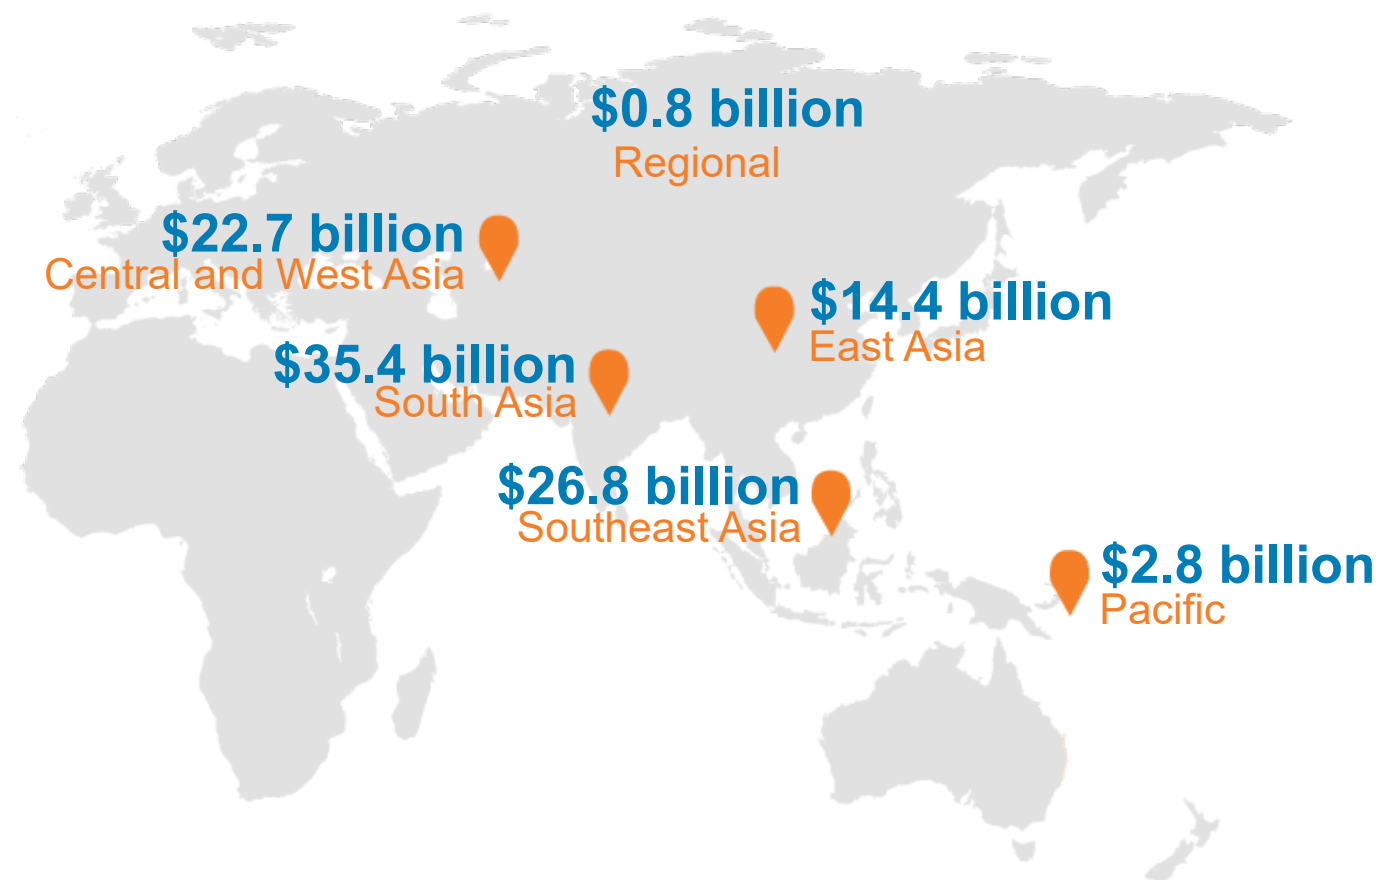 $0.8 billion
Regional
$22.7 billion
Central and West Asia
$14.4 billion
East Asia
$35.4 billion
South Asia
$26.8 billion
Southeast Asia
$2.8 billion
Pacific